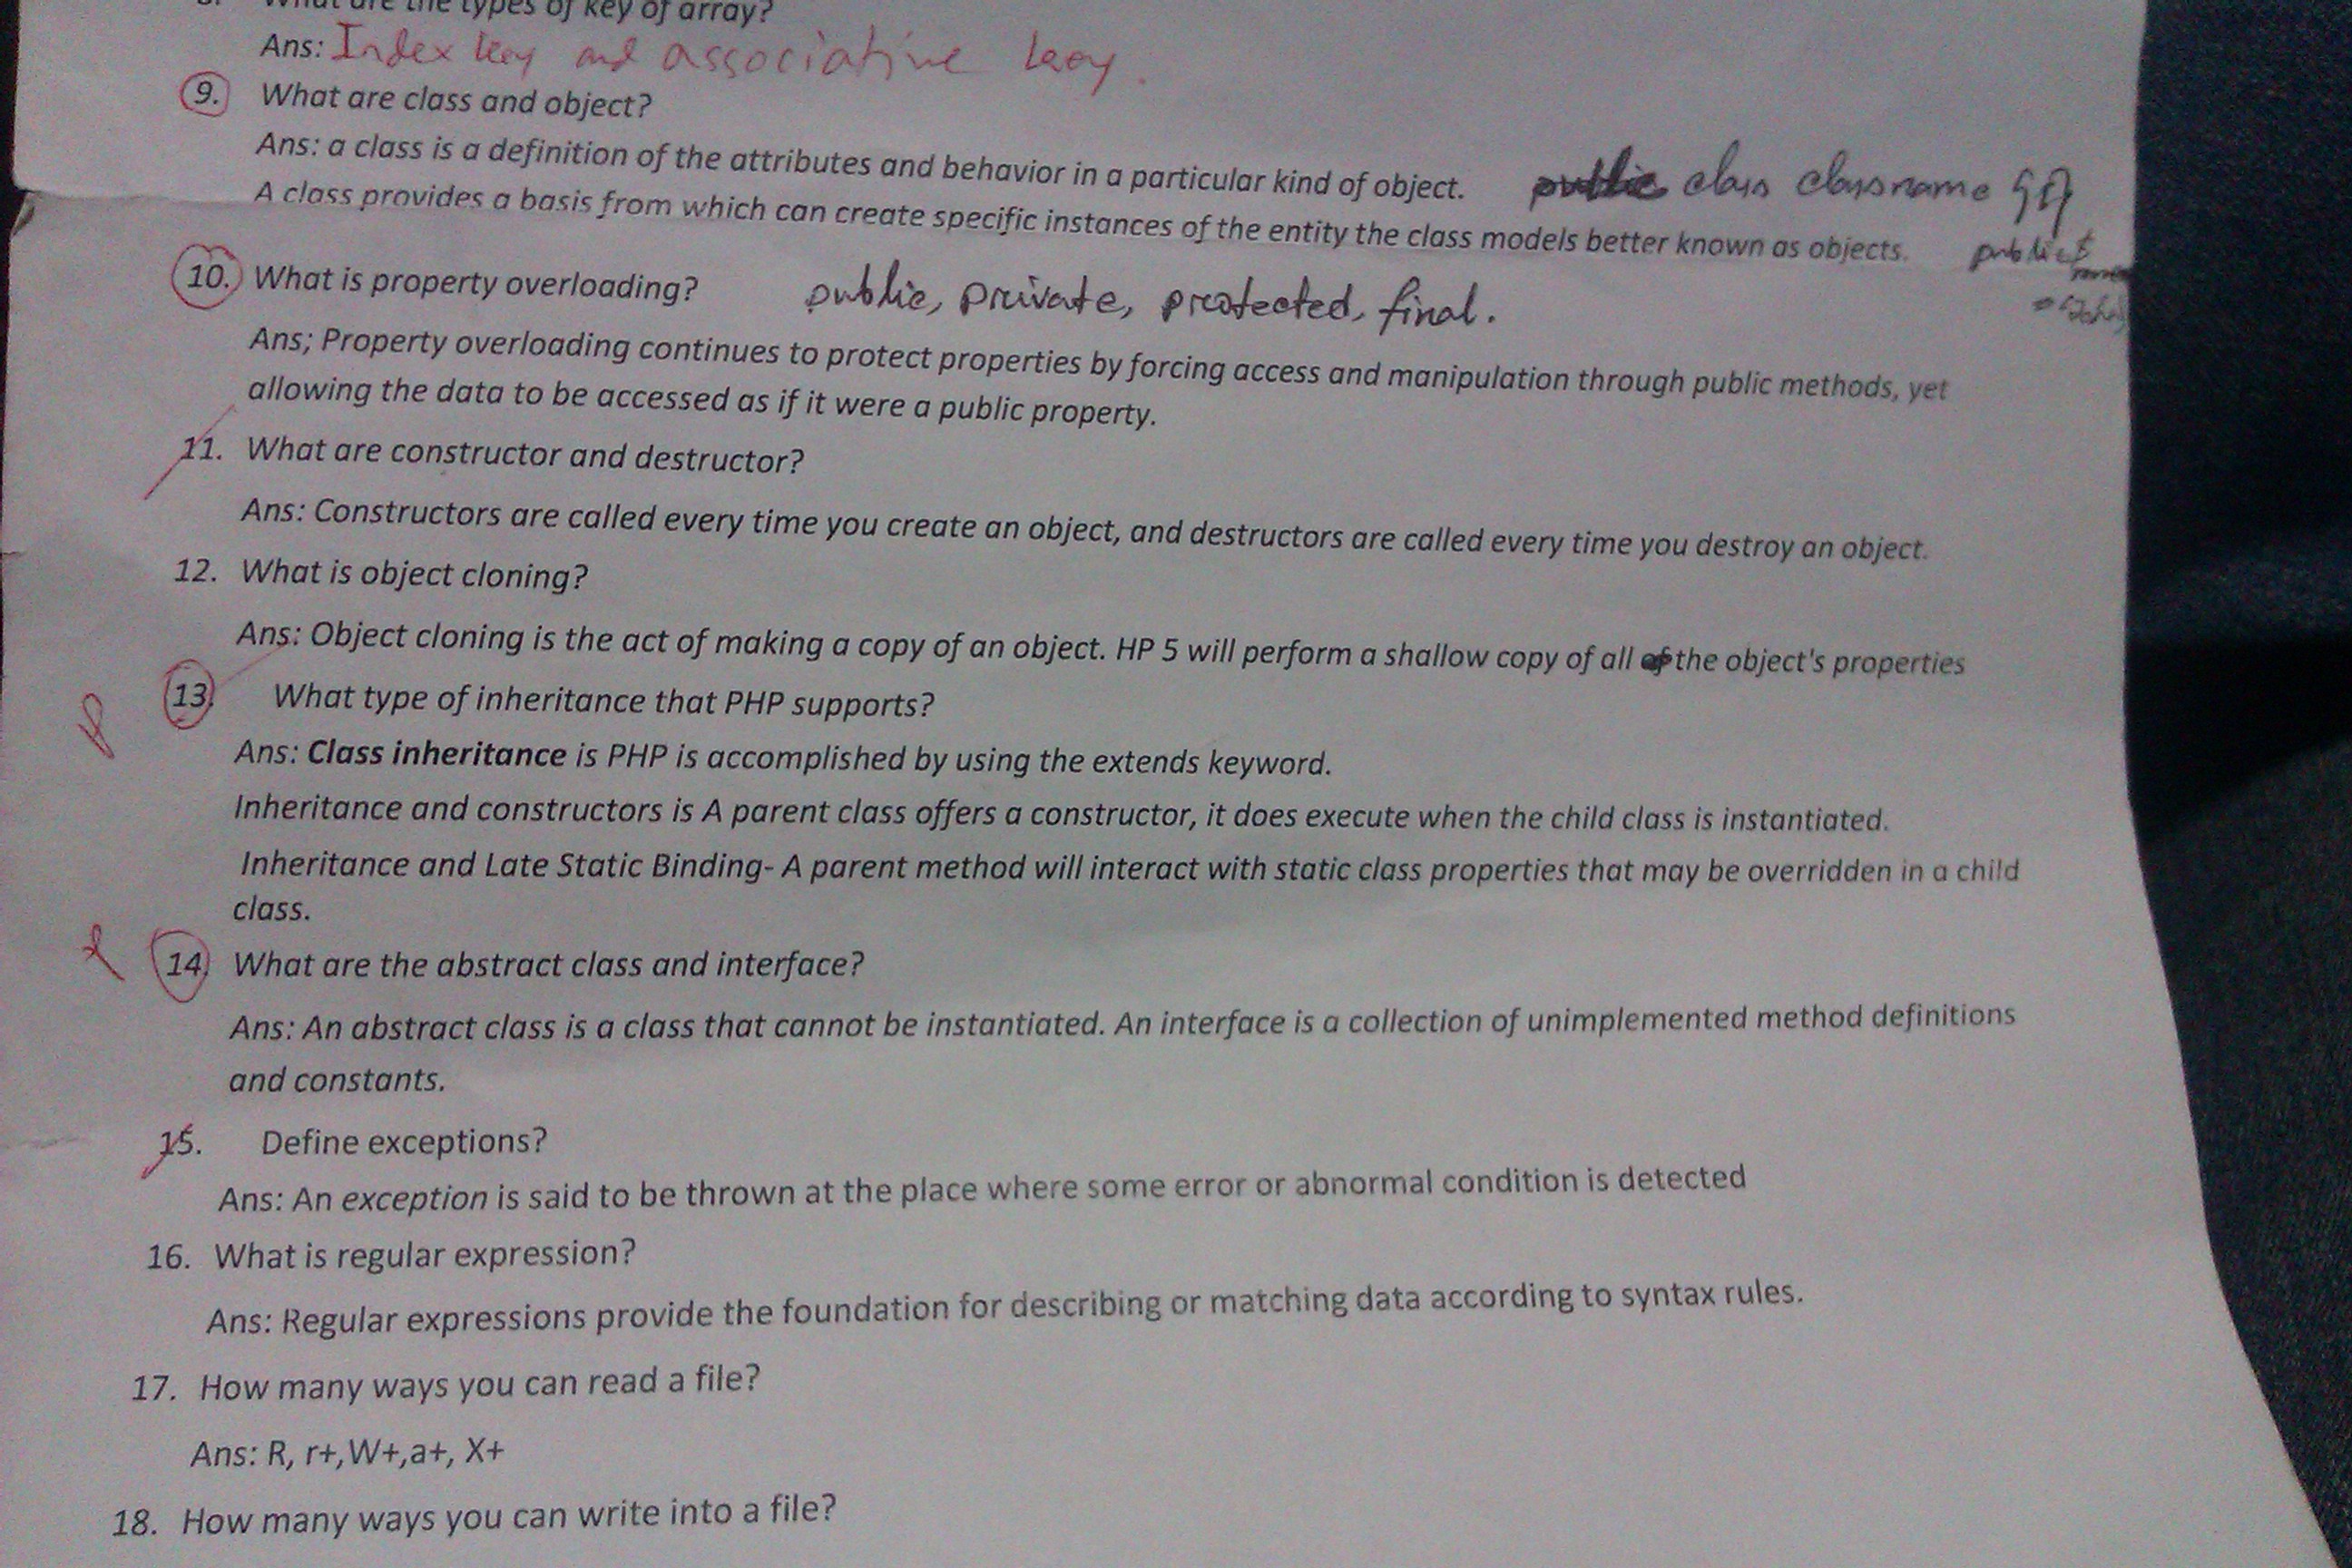 What are the types of key of array?
Ans: Index key and associative key.
9. What are class and object?
Ans: a class is a definition of the attributes and behavior in a particular kind of object.
public class classname {}
A class provides a basis from which can create specific instances of the entity the class models better known as objects.
public $
10. What is property overloading?
public, private, protected, final.
Ans; Property overloading continues to protect properties by forcing access and manipulation through public methods, yet
allowing the data to be accessed as if it were a public property.
11. What are constructor and destructor?
Ans: Constructors are called every time you create an object, and destructors are called every time you destroy an object.
12. What is object cloning?
Ans: Object cloning is the act of making a copy of an object. HP 5 will perform a shallow copy of all of the object's properties
13. What type of inheritance that PHP supports?
Ans: Class inheritance is PHP is accomplished by using the extends keyword.
Inheritance and constructors is A parent class offers a constructor, it does execute when the child class is instantiated.
Inheritance and Late Static Binding- A parent method will interact with static class properties that may be overridden in a child
class.
14. What are the abstract class and interface?
Ans: An abstract class is a class that cannot be instantiated. An interface is a collection of unimplemented method definitions
and constants.
15. Define exceptions?
Ans: An exception is said to be thrown at the place where some error or abnormal condition is detected
16. What is regular expression?
Ans: Regular expressions provide the foundation for describing or matching data according to syntax rules.
17. How many ways you can read a file?
Ans: R, r+,W+,a+, X+
18. How many ways you can write into a file?